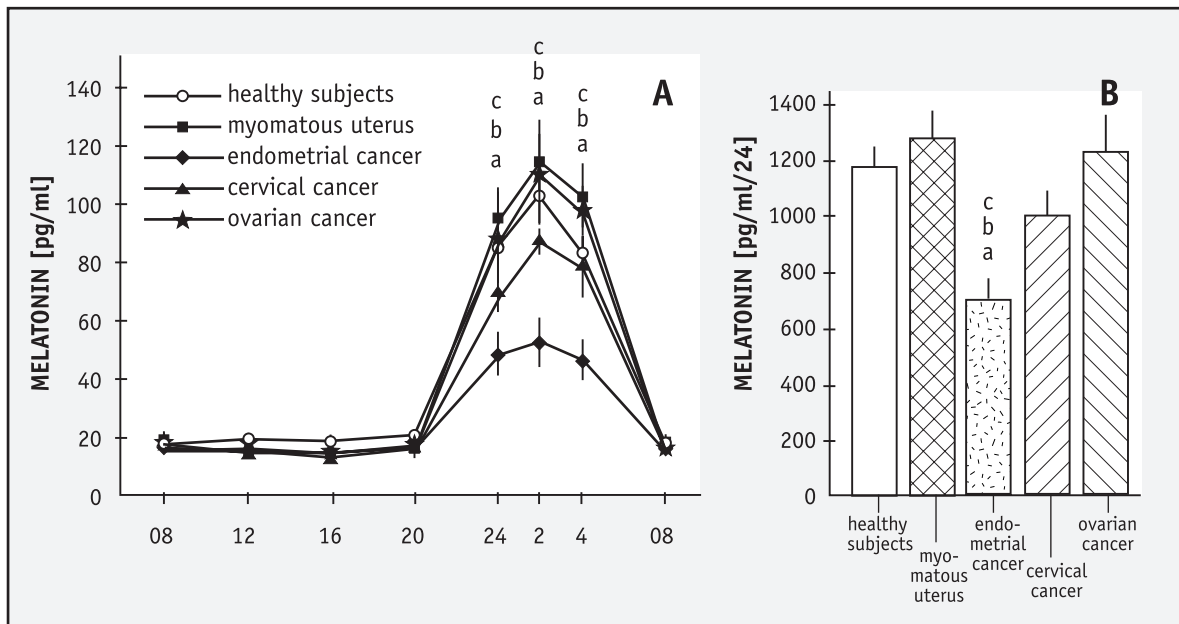 A
MELATONIN [pg/ml]
140
120
100
80
60
40
20
0
healthy subjects
myomatous uterus
endometrial cancer
cervical cancer
ovarian cancer
c
b
a
c
b
a
c
b
a
08 12 16 20 24 2 4 08
B
MELATONIN [pg/ml/24]
1400
1200
1000
800
600
400
200
0
c
b
a
healthy
subjects
myo-
matous
uterus
endo-
metrial
cancer
cervical
cancer
ovarian
cancer